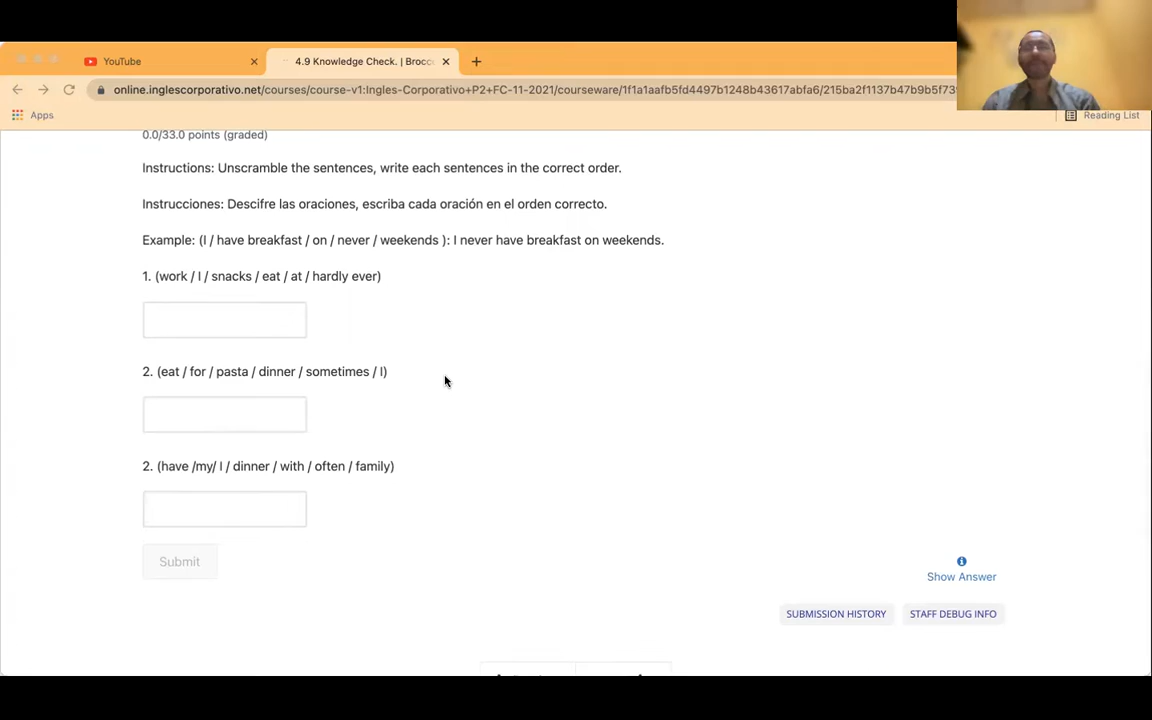 YouTube
4.9 Knowledge Check. | Brocc
online.inglescorporativo.net/courses/course-v1:Ingles-Corporativo+P2+FC-11-2021/courseware/1f1a1aafb5fd4497b1248b43617abfa6/215ba2f1137b47b9b5f73
Apps
Reading List
0.0/33.0 points (graded)
Instructions: Unscramble the sentences, write each sentences in the correct order.
Instrucciones: Descifre las oraciones, escriba cada oración en el orden correcto.
Example: (I / have breakfast / on / never / weekends ): I never have breakfast on weekends.
1. (work / I / snacks / eat / at / hardly ever)
2. (eat / for / pasta / dinner / sometimes / I)
2. (have /my/ I / dinner / with / often / family)
Submit
Show Answer
SUBMISSION HISTORY
STAFF DEBUG INFO